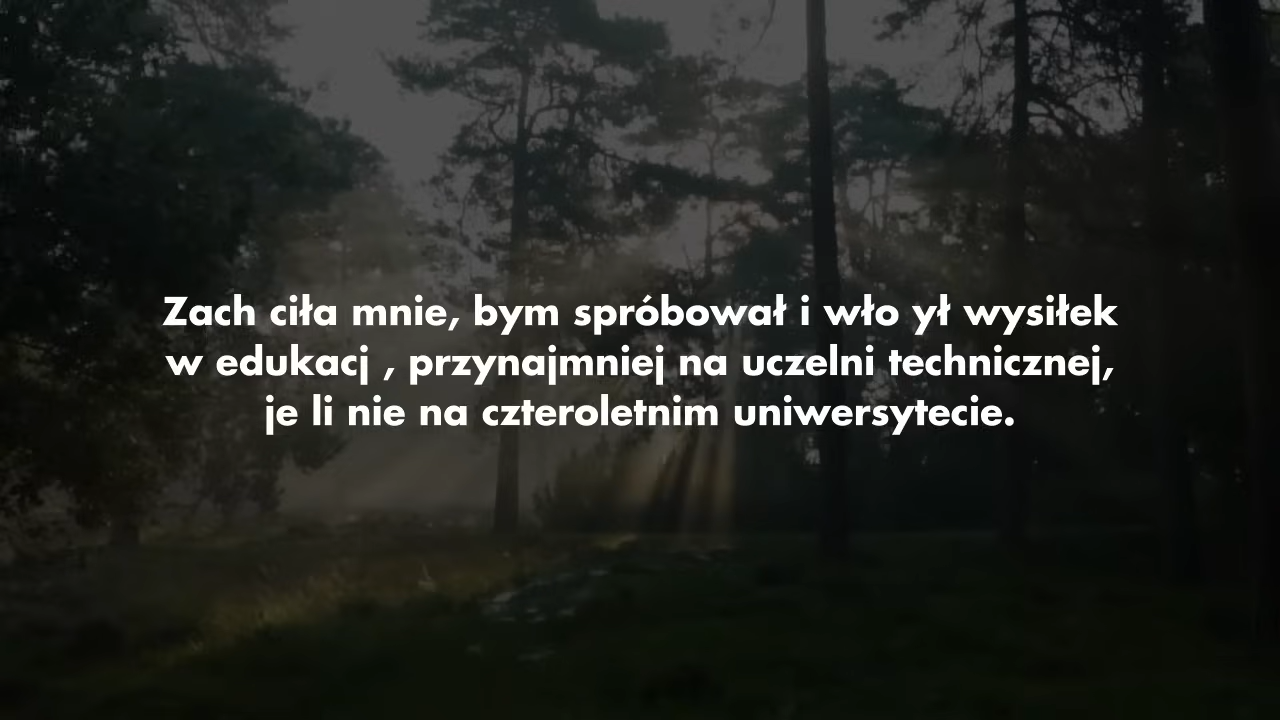 Zach ciła mnie, bym spróbował i wło ył wysiłek
w edukacj , przynajmniej na uczelni technicznej,
je li nie na czteroletnim uniwersytecie.